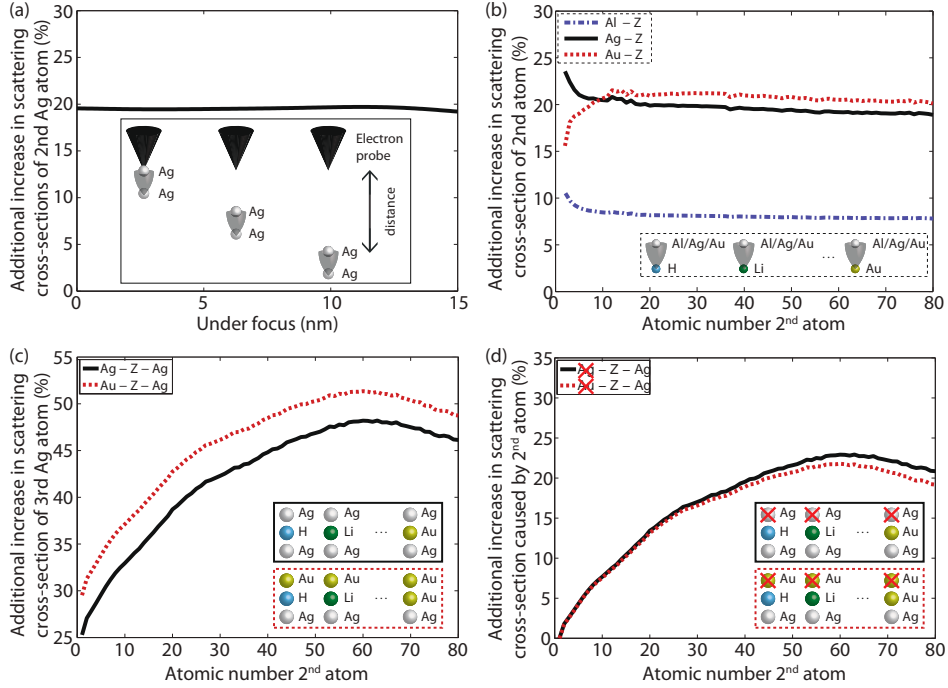 (a)
Additional increase in scattering
cross-sections of 2nd Ag atom (%)
30
25
20
15
10
5
0
0
5
10
15
Under focus (nm)
Ag
Ag
Ag
Ag
Ag
Ag
Electron
probe
distance
(b)
Additional increase in scattering
cross-section of 2nd atom (%)
30
25
20
15
10
5
0
0
10
20
30
40
50
60
70
80
Atomic number 2nd atom
Al – Z
Ag – Z
Au – Z
Al/Ag/Au Al/Ag/Au ... Al/Ag/Au
H Li Au
(c)
Additional increase in scattering
cross-section of 3rd Ag atom (%)
55
50
45
40
35
30
25
0
10
20
30
40
50
60
70
80
Atomic number 2nd atom
Ag – Z – Ag
Au – Z – Ag
Ag Ag Ag
H Li ... Au
Ag Ag Ag
Au Au Au
H Li ... Au
Ag Ag Ag
(d)
Additional increase in scattering
cross-section caused by 2nd atom (%)
35
30
25
20
15
10
5
0
0
10
20
30
40
50
60
70
80
Atomic number 2nd atom
Ag – Z – Ag
Au – Z – Ag
Ag Ag Ag
H Li ... Au
Ag Ag Ag
Au Au Au
H Li ... Au
Ag Ag Ag